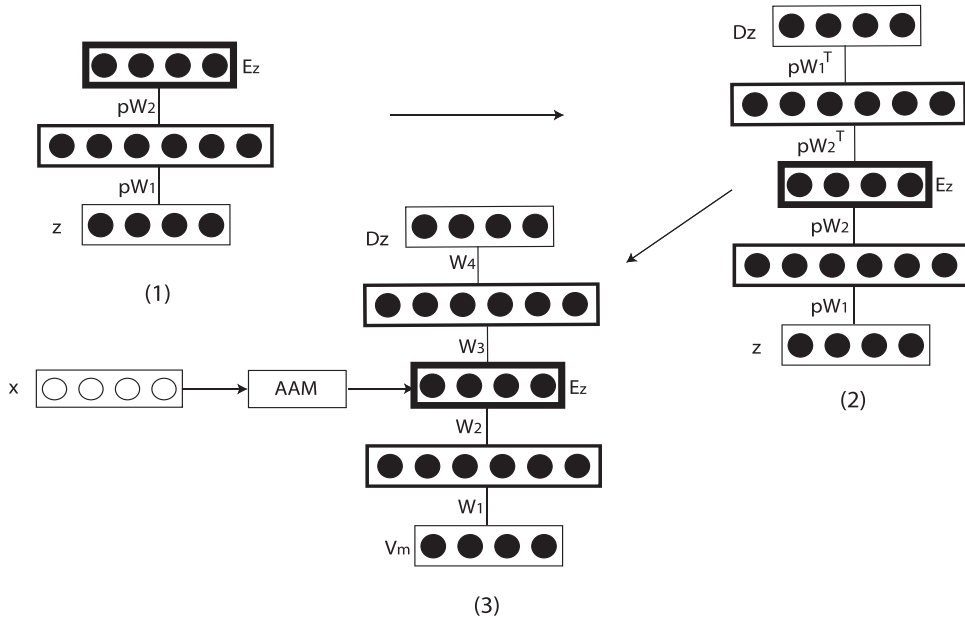 Ez
pW2
pW1
z
(1)
Dz
pW1T
pW2T
Ez
pW2
pW1
z
(2)
Dz
W4
W3
x
AAM
Ez
W2
W1
Vm
(3)